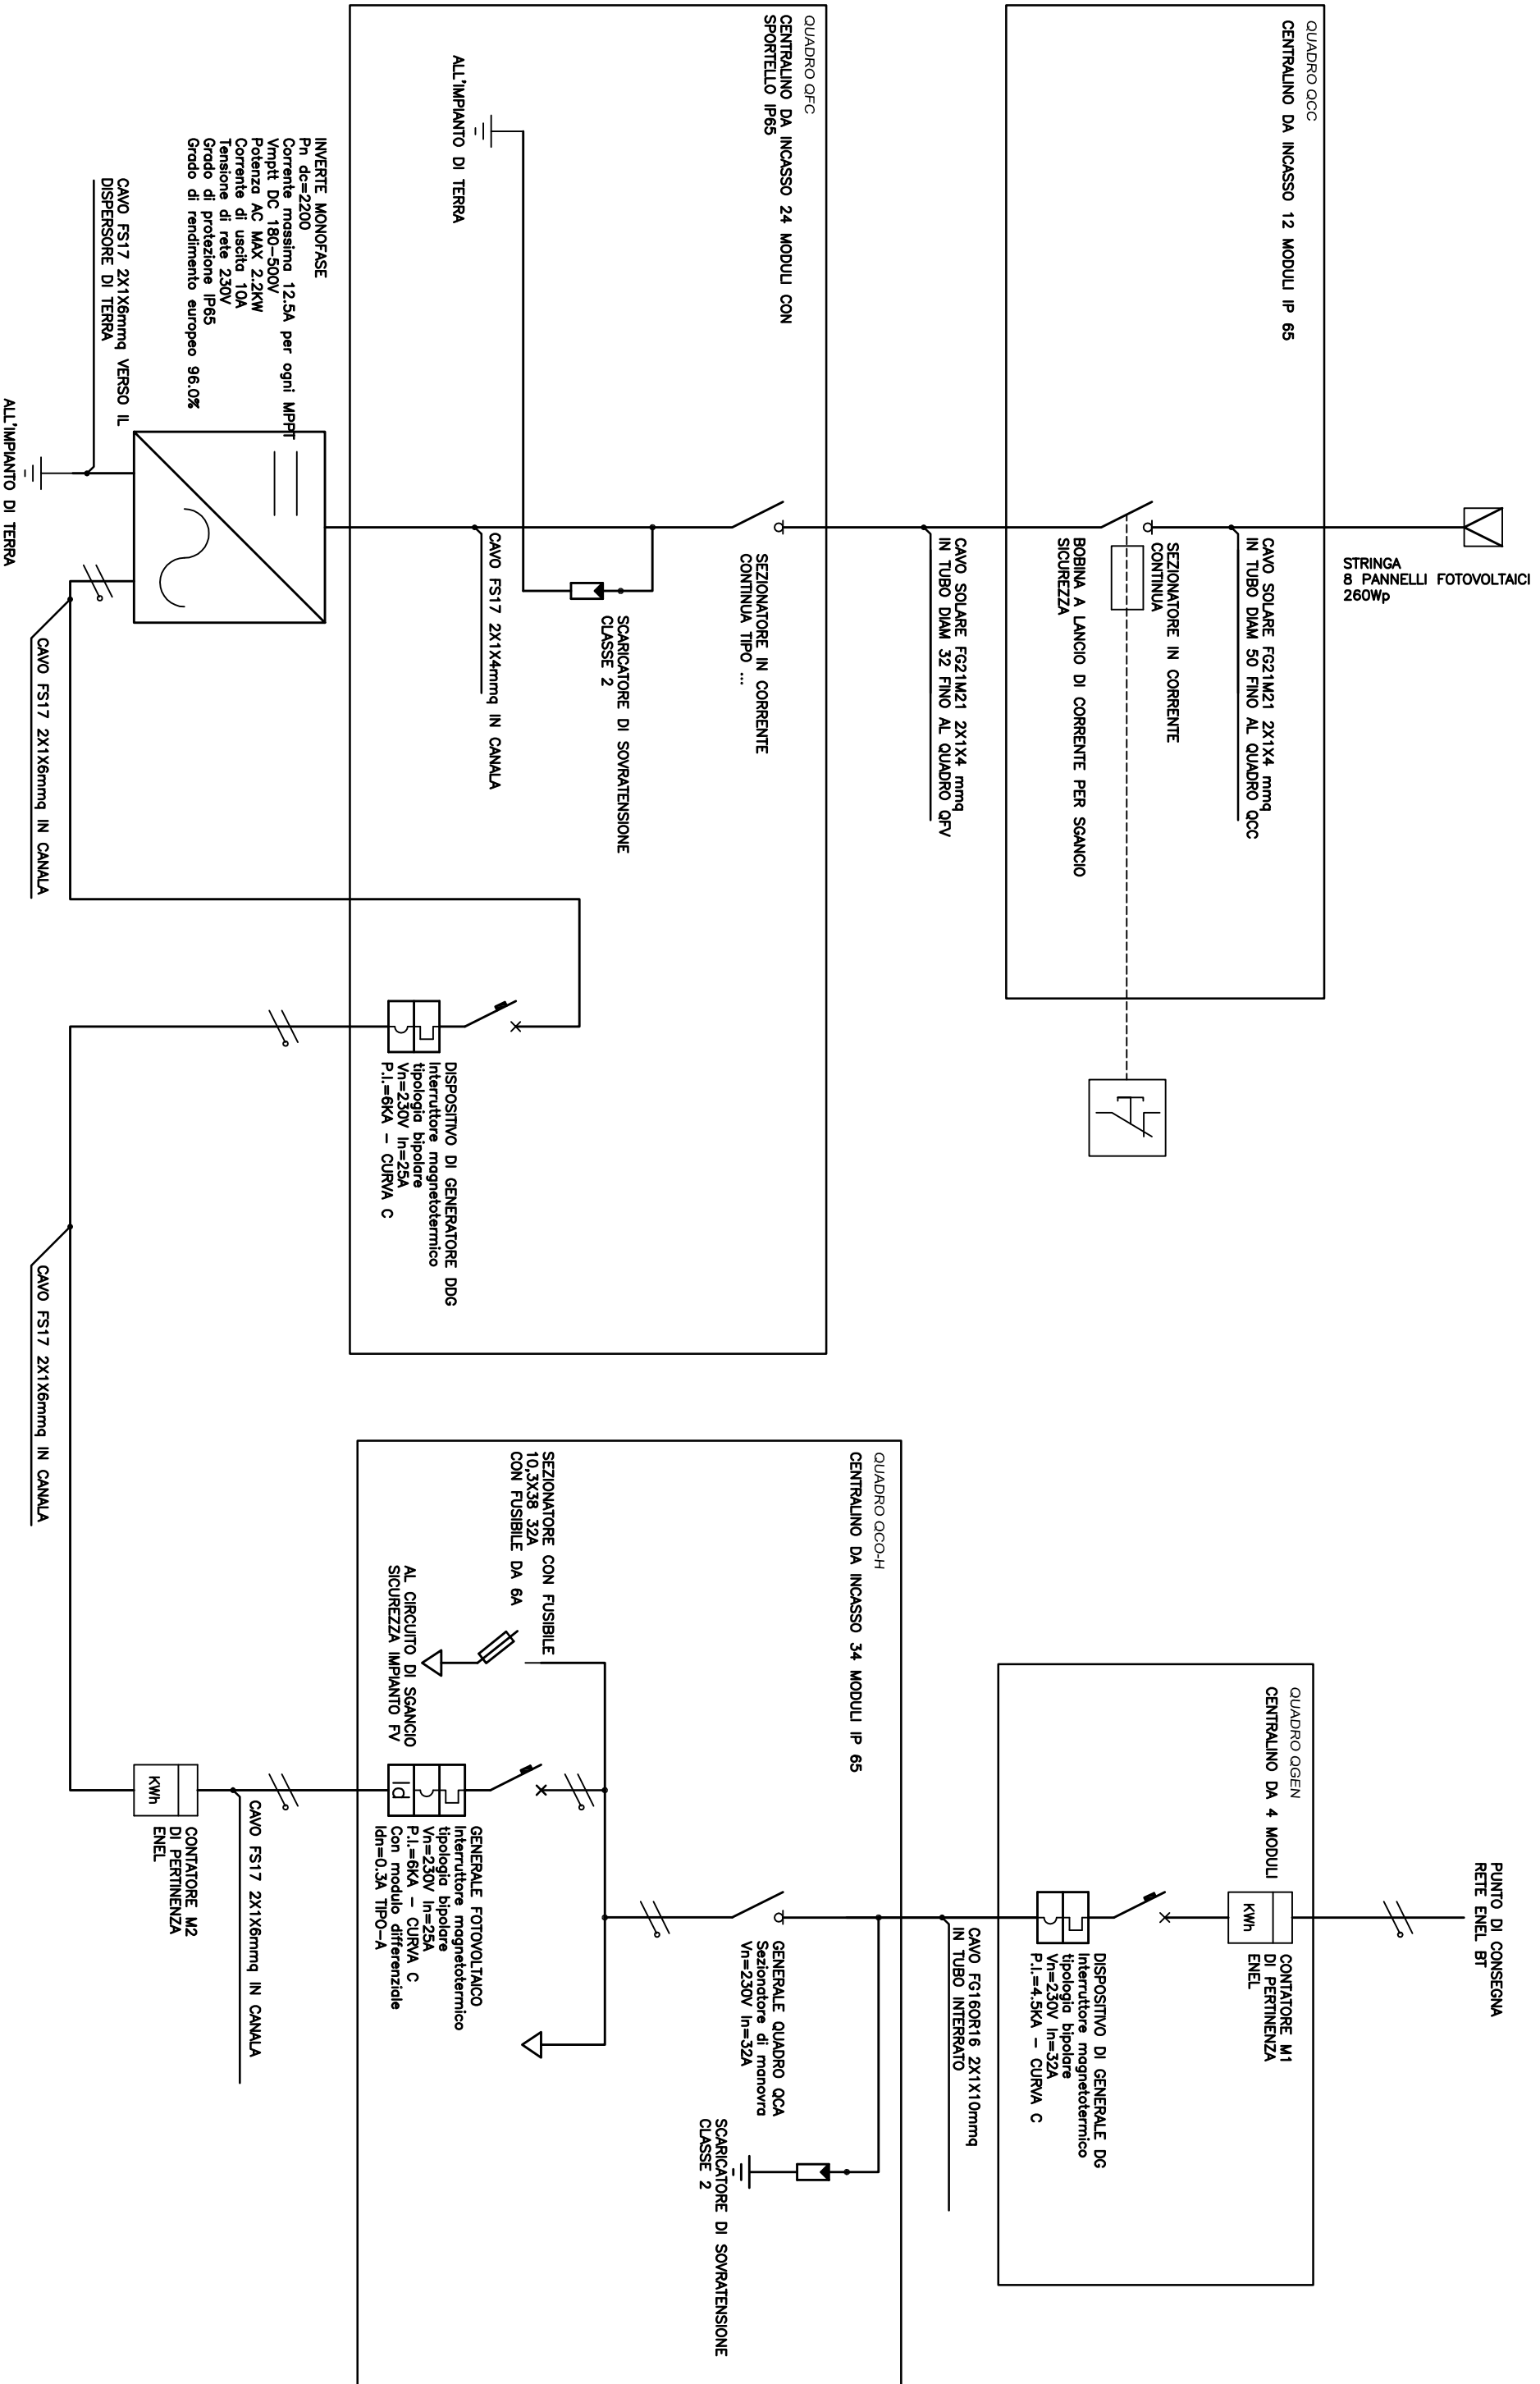 STRINGA
8 PANNELLI FOTOVOLTAICI
260Wp
QUADRO QCC
CENTRALINO DA INCASSO 12 MODULI IP 65
CAVO SOLARE FG21M21 2X1X4 mmq
IN TUBO DIAM 50 FINO AL QUADRO QCC
SEZIONATORE IN CORRENTE
CONTINUA
BOBINA A LANCIO DI CORRENTE PER SGANCIO
SICUREZZA
CAVO SOLARE FG21M21 2X1X4 mmq
IN TUBO DIAM 32 FINO AL QUADRO QFV
QUADRO QFC
CENTRALINO DA INCASSO 24 MODULI CON
SPORTELLO IP65
SEZIONATORE IN CORRENTE
CONTINUA TIPO ...
SCARICATORE DI SOVRATENSIONE
CLASSE 2
ALL'IMPIANTO DI TERRA
CAVO FS17 2X1X4mmq IN CANALA
DISPOSITIVO DI GENERATORE DDG
Interruttore magnetotermico
tipologia bipolare
Vn=230V In=25A
P.I.=6KA - CURVA C
INVERTE MONOFASE
Pn dc=2200
Corrente massima 12.5A per ogni MPPT
Vmptt DC 180-500V
Potenza AC MAX 2.2KW
Corrente di uscita 10A
Tensione di rete 230V
Grado di protezione IP65
Grado di rendimento europeo 96.0%
CAVO FS17 2X1X6mmq VERSO IL
DISPERSORE DI TERRA
ALL'IMPIANTO DI TERRA
CAVO FS17 2X1X6mmq IN CANALA
CAVO FS17 2X1X6mmq IN CANALA
PUNTO DI CONSEGNA
RETE ENEL BT
QUADRO QGEN
CENTRALINO DA 4 MODULI
KWh
CONTATORE M1
DI PERTINENZA
ENEL
DISPOSITIVO DI GENERALE DG
Interruttore magnetotermico
tipologia bipolare
Vn=230V In=32A
P.I.=4.5KA - CURVA C
CAVO FG16OR16 2X1X10mmq
IN TUBO INTERRATO
QUADRO QCO-H
CENTRALINO DA INCASSO 34 MODULI IP 65
GENERALE QUADRO QCA
Sezionatore di manovra
Vn=230V In=32A
SCARICATORE DI SOVRATENSIONE
CLASSE 2
SEZIONATORE CON FUSIBILE
10,3X38 32A
CON FUSIBILE DA 6A
AL CIRCUITO DI SGANCIO
SICUREZZA IMPIANTO FV
Id
GENERALE FOTOVOLTAICO
Interruttore magnetotermico
tipologia bipolare
Vn=230V In=25A
P.I.=6KA - CURVA C
Con modulo differenziale
Idn=0.3A TIPO-A
CAVO FS17 2X1X6mmq IN CANALA
KWh
CONTATORE M2
DI PERTINENZA
ENEL